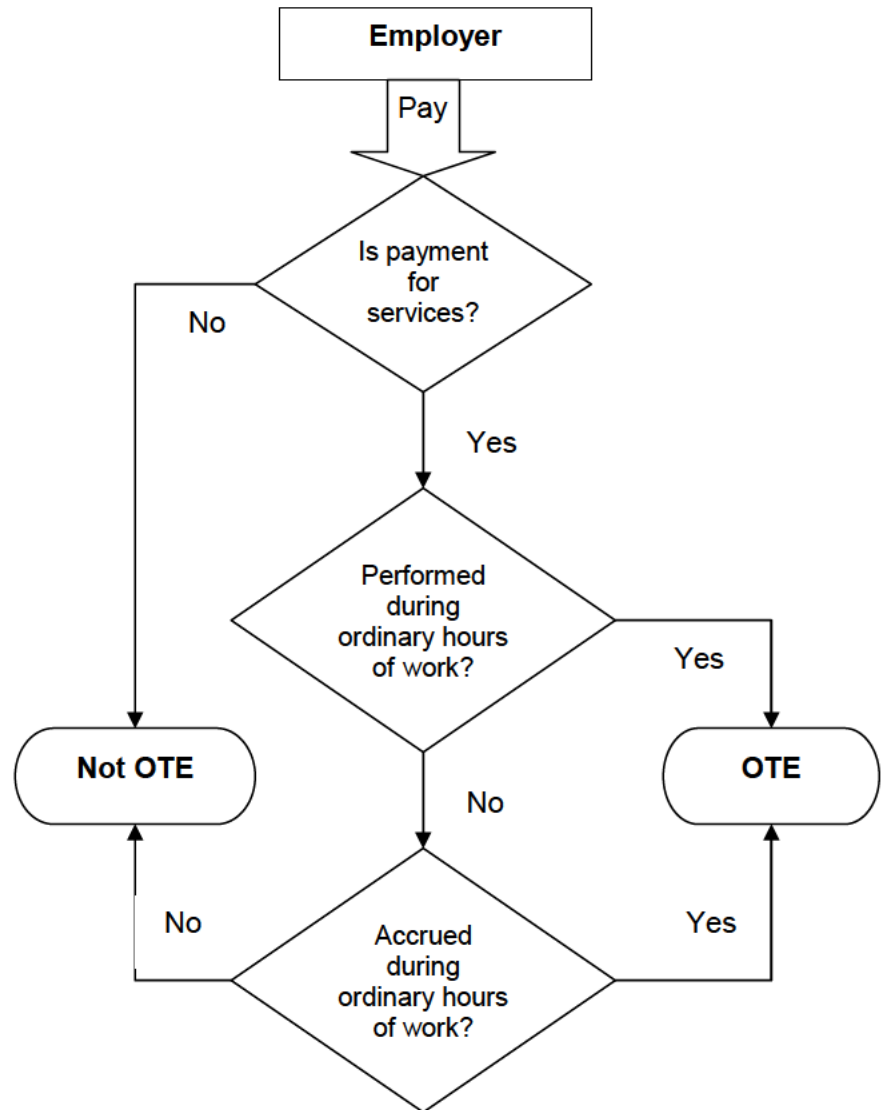 Employer
Pay
Is payment
for
services?
No
Yes
Performed
during
ordinary hours
of work?
Yes
Not OTE
OTE
No
No
Yes
Accrued
during
ordinary hours
of work?